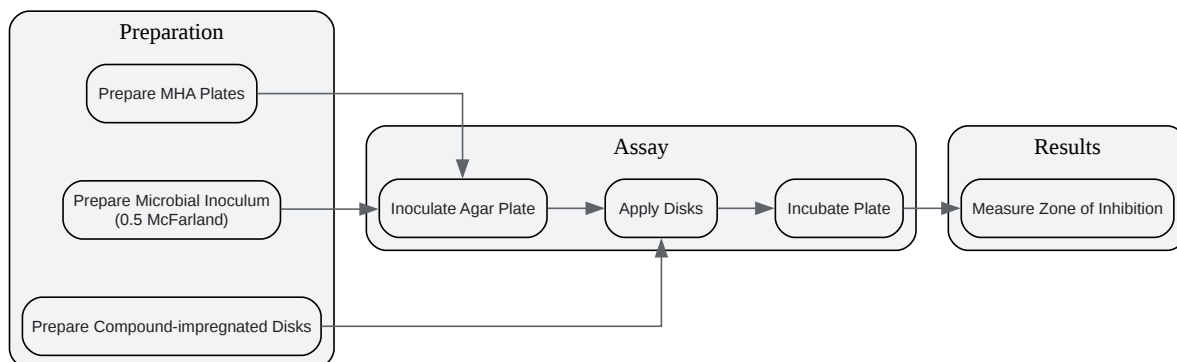 Preparation
Prepare MHA Plates
Prepare Microbial Inoculum
(0.5 McFarland)
Prepare Compound-impregnated Disks
Assay
Inoculate Agar Plate
Apply Disks
Incubate Plate
Results
Measure Zone of Inhibition